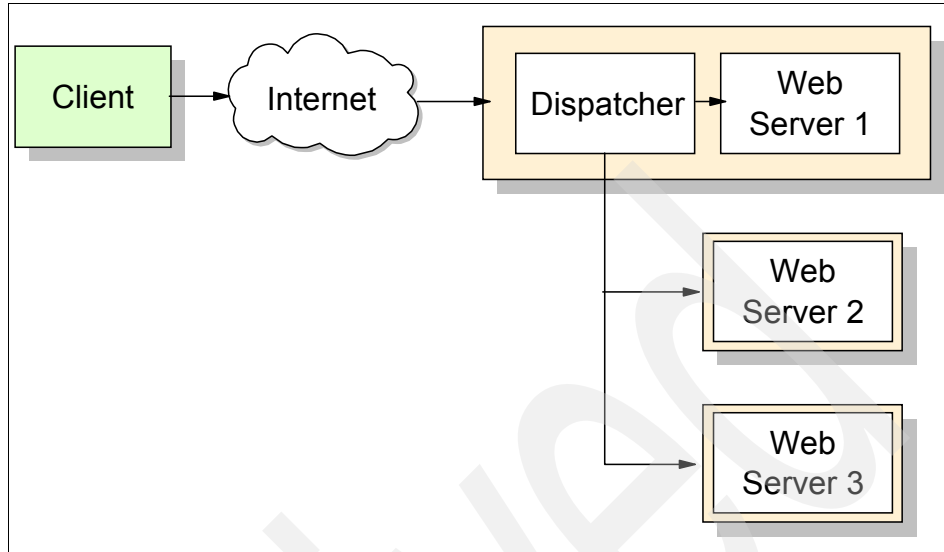 Client
Internet
Dispatcher
Web
Server 1
Web
Server 2
Web
Server 3